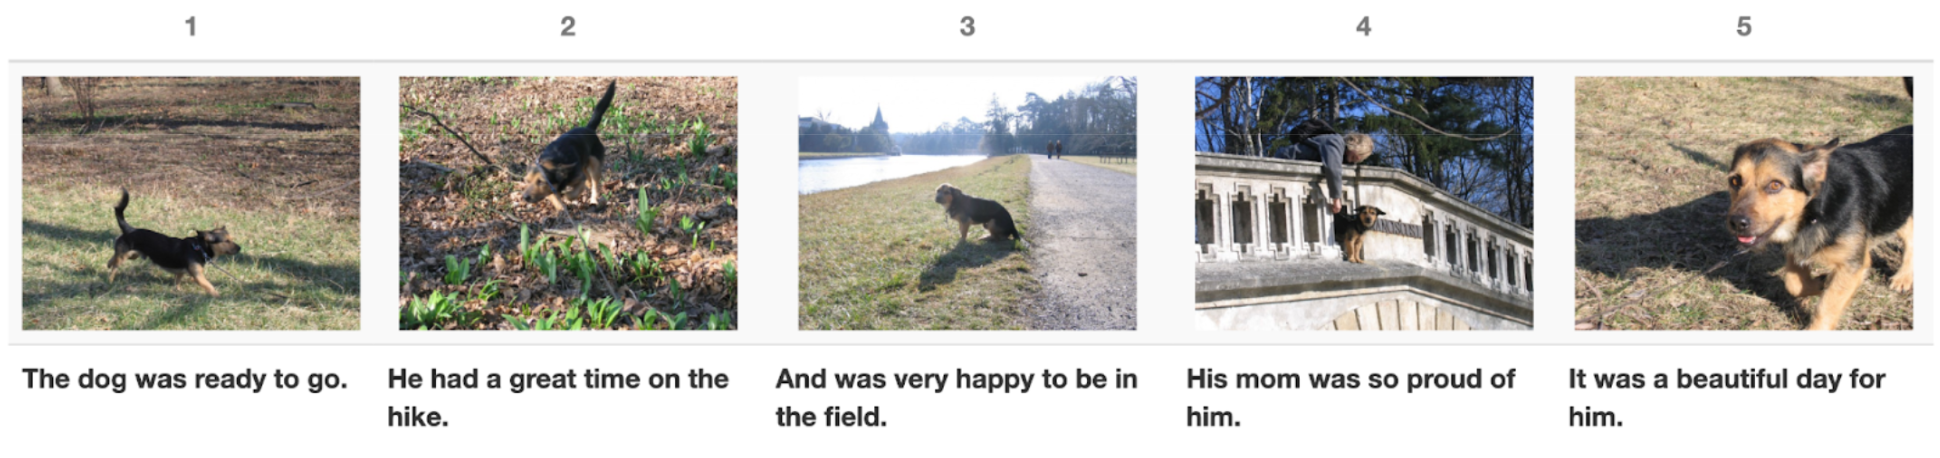 1 2 3 4 5
The dog was ready to go.
He had a great time on the
hike.
And was very happy to be in
the field.
His mom was so proud of
him.
It was a beautiful day for
him.